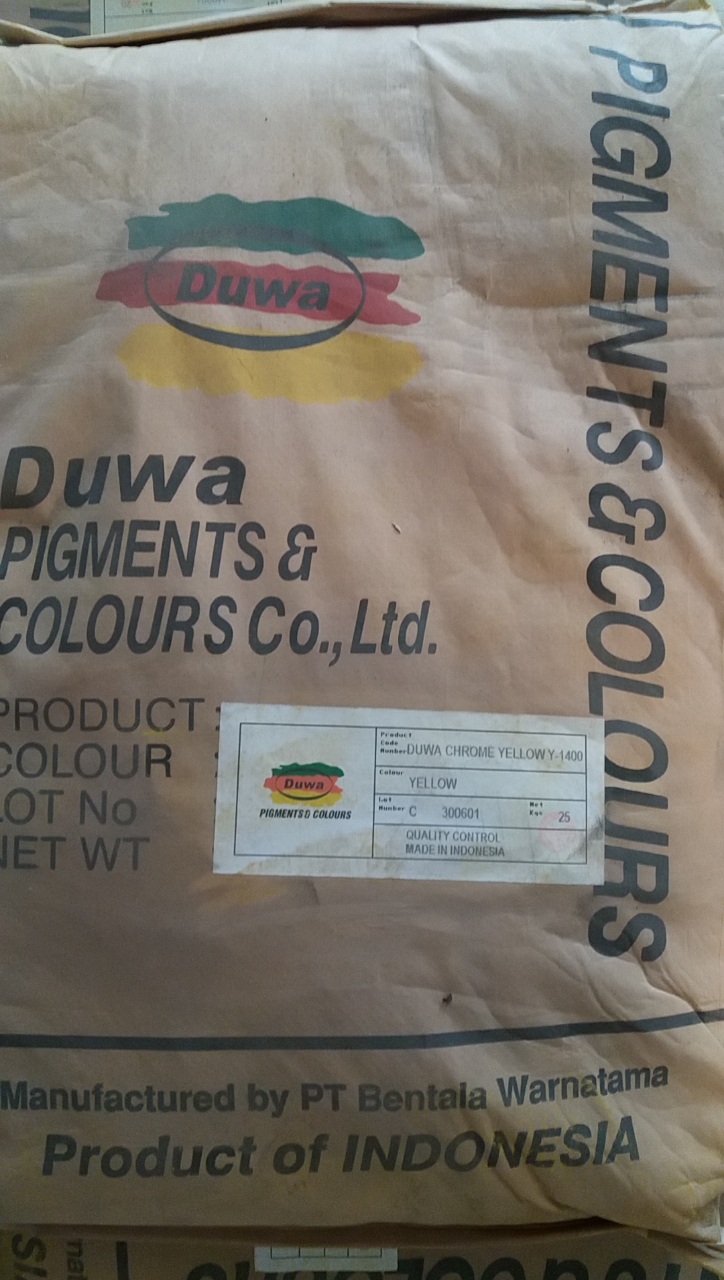 Duwa
Duwa
PIGMENTS &
COLOURS Co., Ltd.
PIGMENTS & COLOURS
PRODUCT :
COLOUR :
LOT No
NET WT
Duwa
PIGMENTS & COLOURS
Product Code Number DUWA CHROME YELLOW Y-1400
Colour YELLOW
Lot Number C 300601 Net Kgs 25
QUALITY CONTROL
MADE IN INDONESIA
Manufactured by PT Bentala Warnatama
Product of INDONESIA